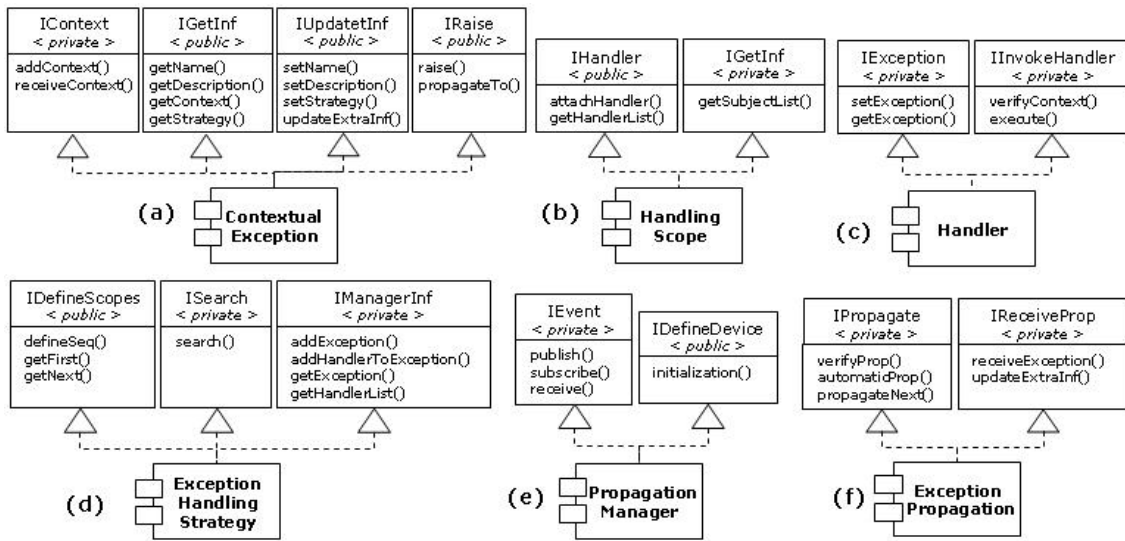 IContext
< private >
addContext()
receiveContext()
IGetInf
< public >
getName()
getDescription()
getContext()
getStrategy()
IUpdatetInf
< public >
setName()
setDescription()
setStrategy()
updateExtraInf()
IRaise
< public >
raise()
propagateTo()
(a)
Contextual
Exception
IHandler
< public >
attachHandler()
getHandlerList()
IGetInf
< private >
getSubjectList()
(b)
Handling
Scope
IException
< private >
setException()
getException()
IInvokeHandler
< private >
verifyContext()
execute()
(c)
Handler
IDefineScopes
< public >
defineSeq()
getFirst()
getNext()
ISearch
< private >
search()
IManagerInf
< private >
addException()
addHandlerToException()
getException()
getHandlerList()
(d)
Exception
Handling
Strategy
IEvent
< private >
publish()
subscribe()
receive()
IDefineDevice
< public >
initialization()
(e)
Propagation
Manager
IPropagate
< private >
verifyProp()
automaticProp()
propagateNext()
IReceiveProp
< private >
receiveException()
updateExtraInf()
(f)
Exception
Propagation